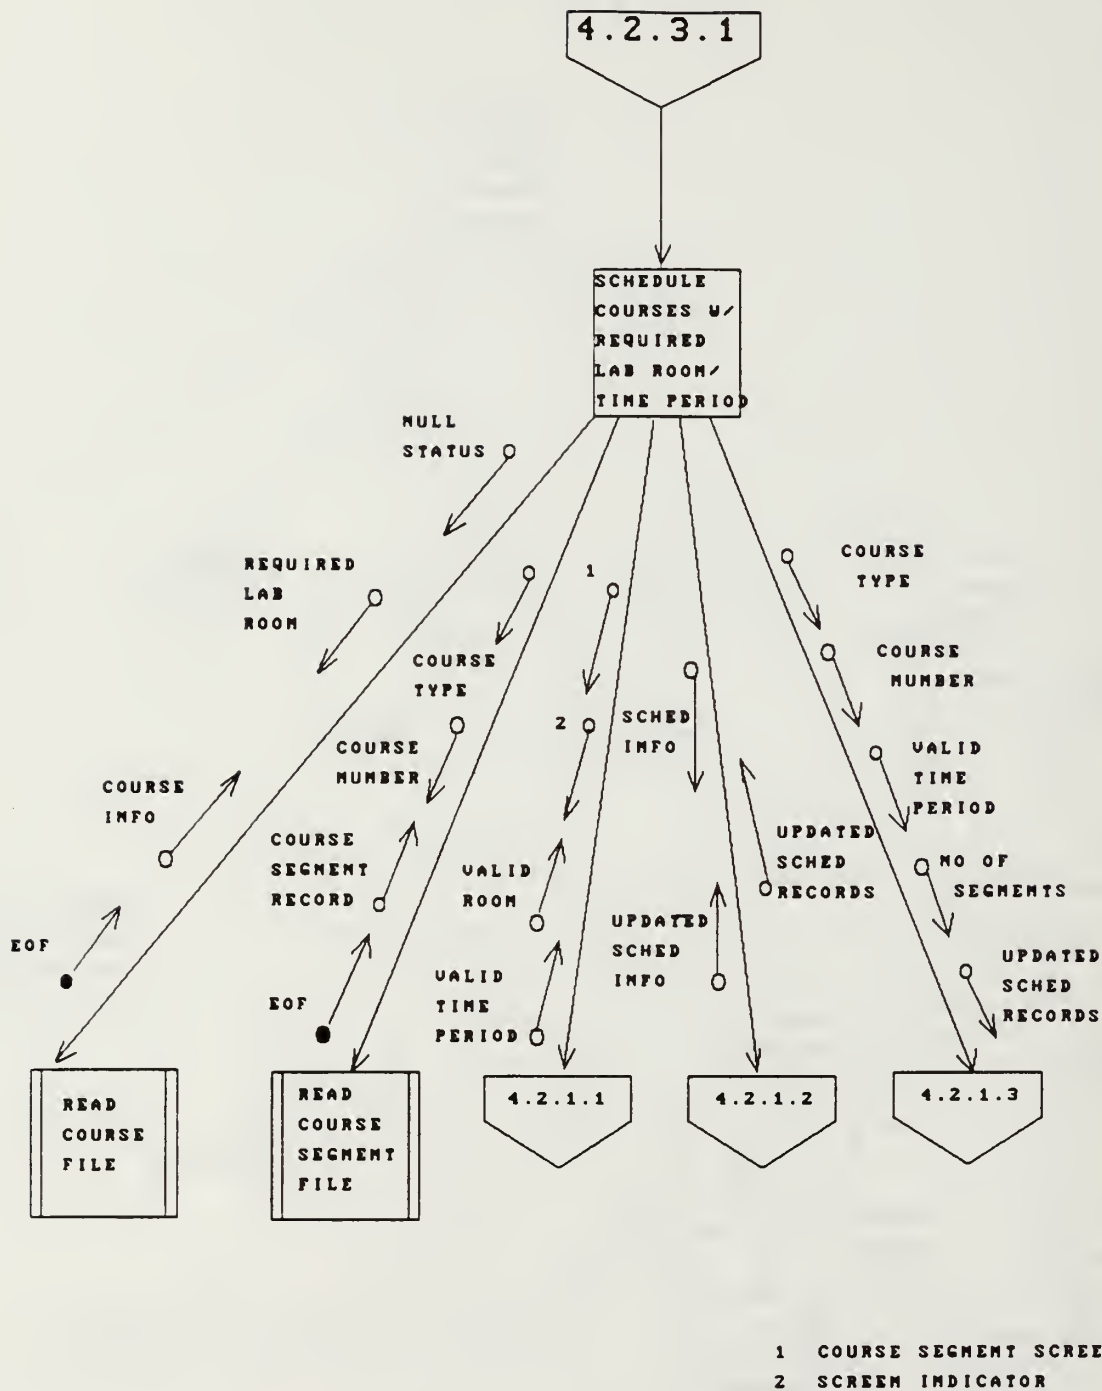 4.2.3.1
SCHEDULE
COURSES W/
REQUIRED
LAB ROOM/
TIME PERIOD
NULL
STATUS
REQUIRED
LAB
ROOM
COURSE
INFO
EOF
COURSE
TYPE
COURSE
NUMBER
COURSE
SEGMENT
RECORD
EOF
1
2
VALID
ROOM
VALID
TIME
PERIOD
SCHED
INFO
UPDATED
SCHED
INFO
UPDATED
SCHED
RECORDS
COURSE
TYPE
COURSE
NUMBER
VALID
TIME
PERIOD
NO OF
SEGMENTS
UPDATED
SCHED
RECORDS
READ
COURSE
FILE
READ
COURSE
SEGMENT
FILE
4.2.1.1
4.2.1.2
4.2.1.3
1 COURSE SEGMENT SCREE
2 SCREEN INDICATOR